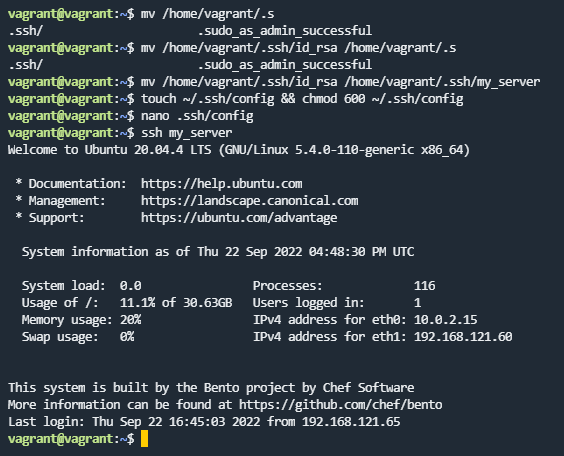 vagrant@vagrant:~$ mv /home/vagrant/.s
.ssh/                      .sudo_as_admin_successful
vagrant@vagrant:~$ mv /home/vagrant/.ssh/id_rsa /home/vagrant/.s
.ssh/                      .sudo_as_admin_successful
vagrant@vagrant:~$ mv /home/vagrant/.ssh/id_rsa /home/vagrant/.ssh/my_server
vagrant@vagrant:~$ touch ~/.ssh/config && chmod 600 ~/.ssh/config
vagrant@vagrant:~$ nano .ssh/config
vagrant@vagrant:~$ ssh my_server
Welcome to Ubuntu 20.04.4 LTS (GNU/Linux 5.4.0-110-generic x86_64)
 * Documentation:  https://help.ubuntu.com
 * Management:     https://landscape.canonical.com
 * Support:        https://ubuntu.com/advantage
  System information as of Thu 22 Sep 2022 04:48:30 PM UTC
  System load:  0.0                Processes:              116
  Usage of /:   11.1% of 30.63GB   Users logged in:        1
  Memory usage: 20%                IPv4 address for eth0: 10.0.2.15
  Swap usage:   0%                 IPv4 address for eth1: 192.168.121.60
This system is built by the Bento project by Chef Software
More information can be found at https://github.com/chef/bento
Last login: Thu Sep 22 16:45:03 2022 from 192.168.121.65
vagrant@vagrant:~$